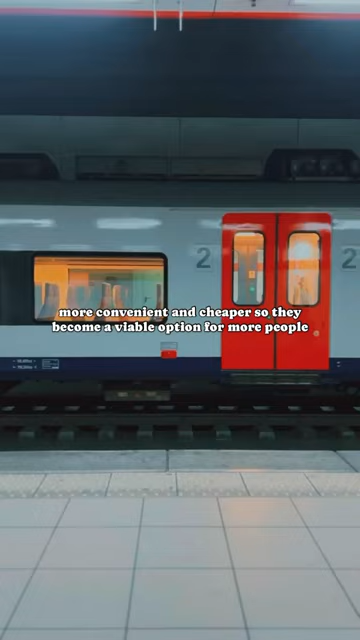 2
2
more convenient and cheaper so they
become a viable option for more people